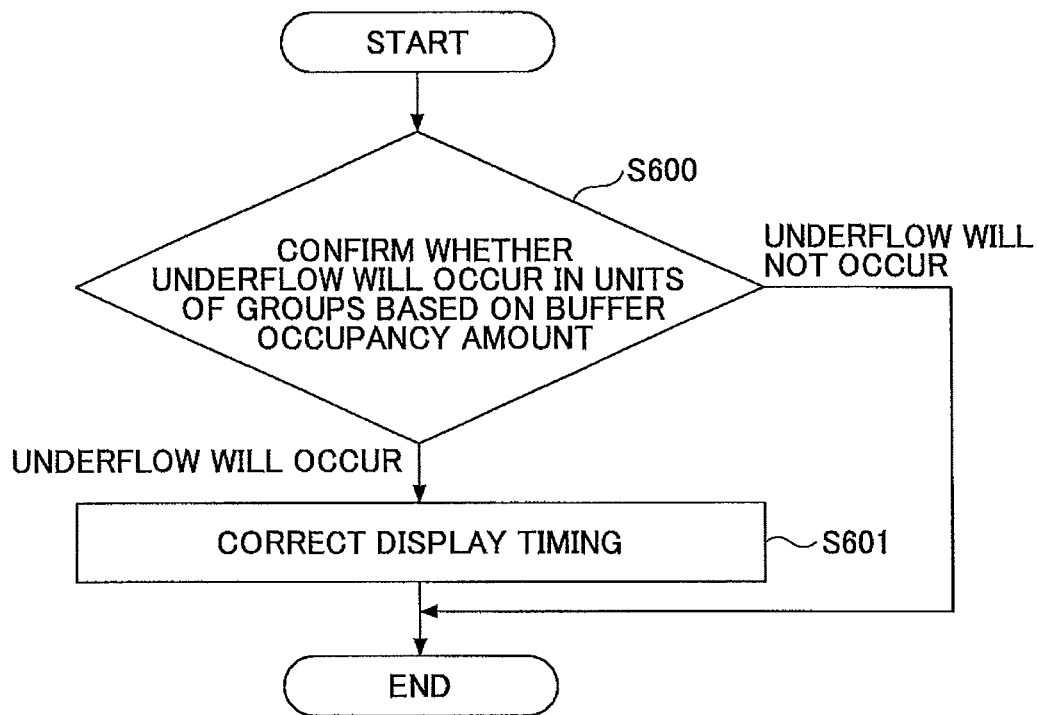 START
S600
CONFIRM WHETHER
UNDERFLOW WILL OCCUR IN UNITS
OF GROUPS BASED ON BUFFER
OCCUPANCY AMOUNT
UNDERFLOW WILL
NOT OCCUR
UNDERFLOW WILL OCCUR
CORRECT DISPLAY TIMING
S601
END